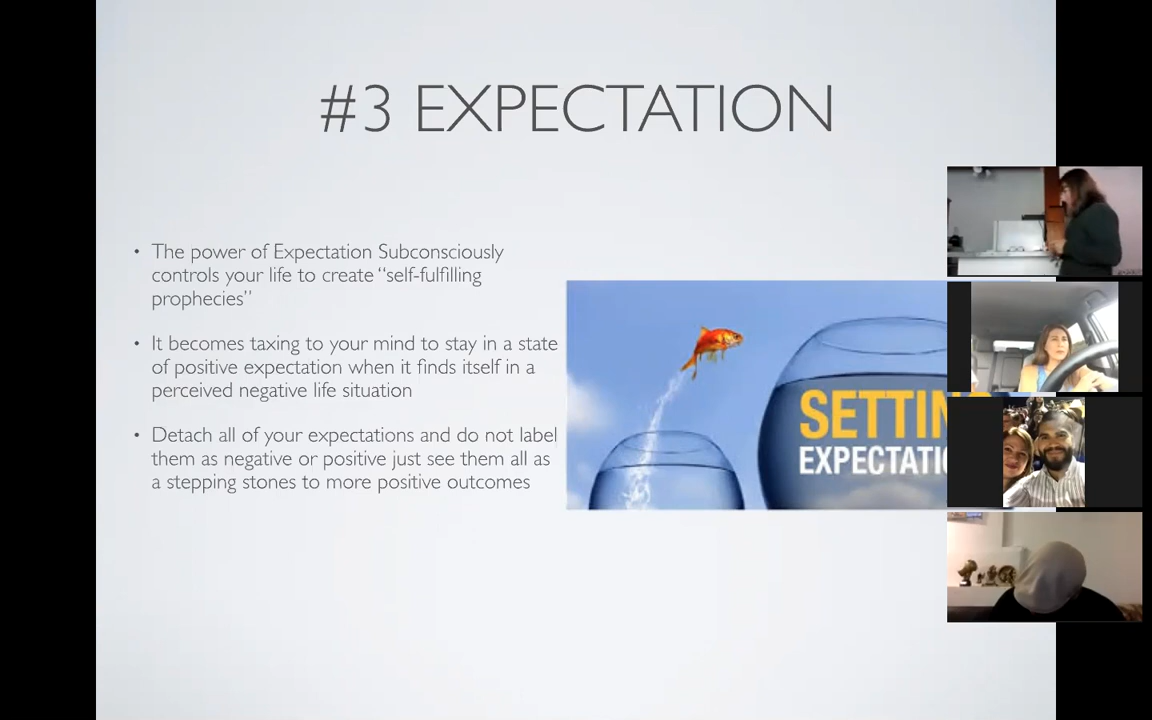 #3 EXPECTATION
• The power of Expectation Subconsciously
controls your life to create “self-fulfilling
prophecies”
• It becomes taxing to your mind to stay in a state
of positive expectation when it finds itself in a
perceived negative life situation
• Detach all of your expectations and do not label
them as negative or positive just see them all as
a stepping stones to more positive outcomes